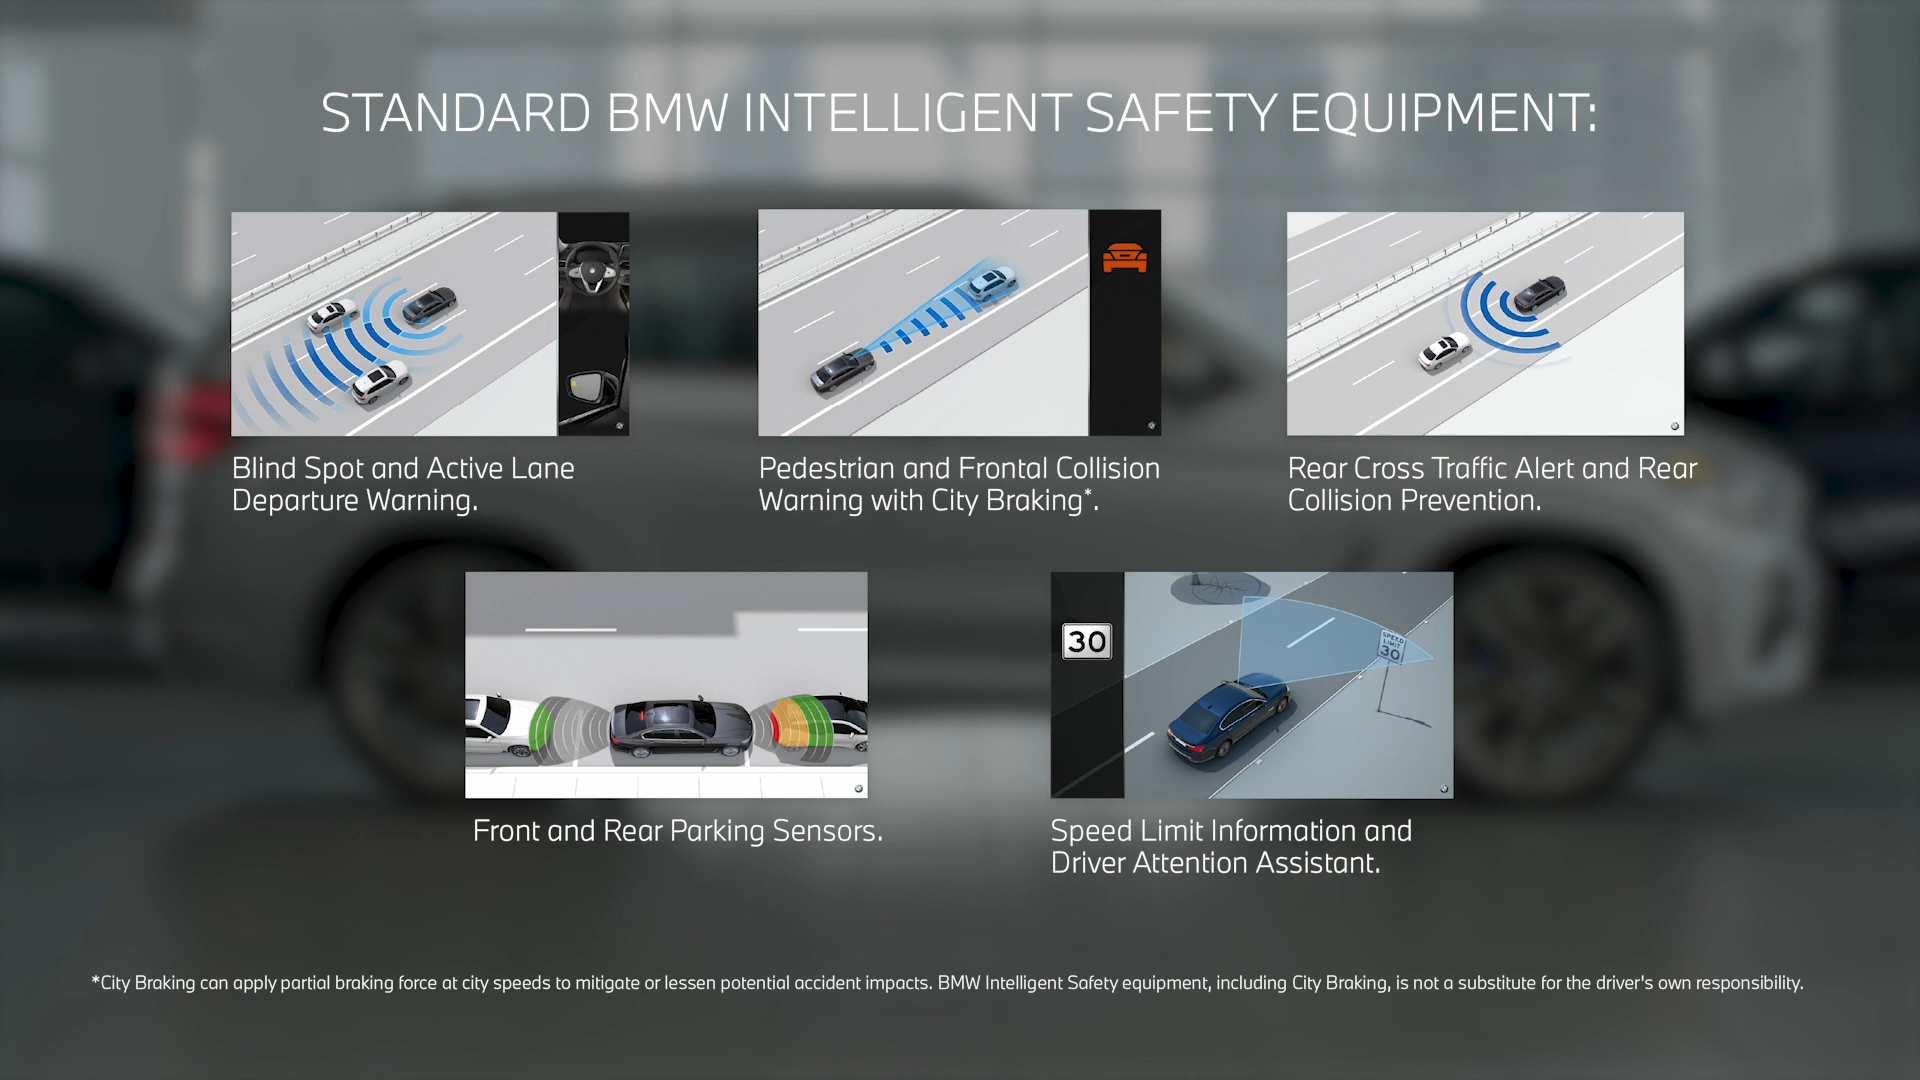 STANDARD BMW INTELLIGENT SAFETY EQUIPMENT:
Blind Spot and Active Lane
Departure Warning.
Pedestrian and Frontal Collision
Warning with City Braking*.
Rear Cross Traffic Alert and Rear
Collision Prevention.
Front and Rear Parking Sensors.
30
SPEED
LIMIT
30
Speed Limit Information and
Driver Attention Assistant.
*City Braking can apply partial braking force at city speeds to mitigate or lessen potential accident impacts. BMW Intelligent Safety equipment, including City Braking, is not a substitute for the driver's own responsibility.